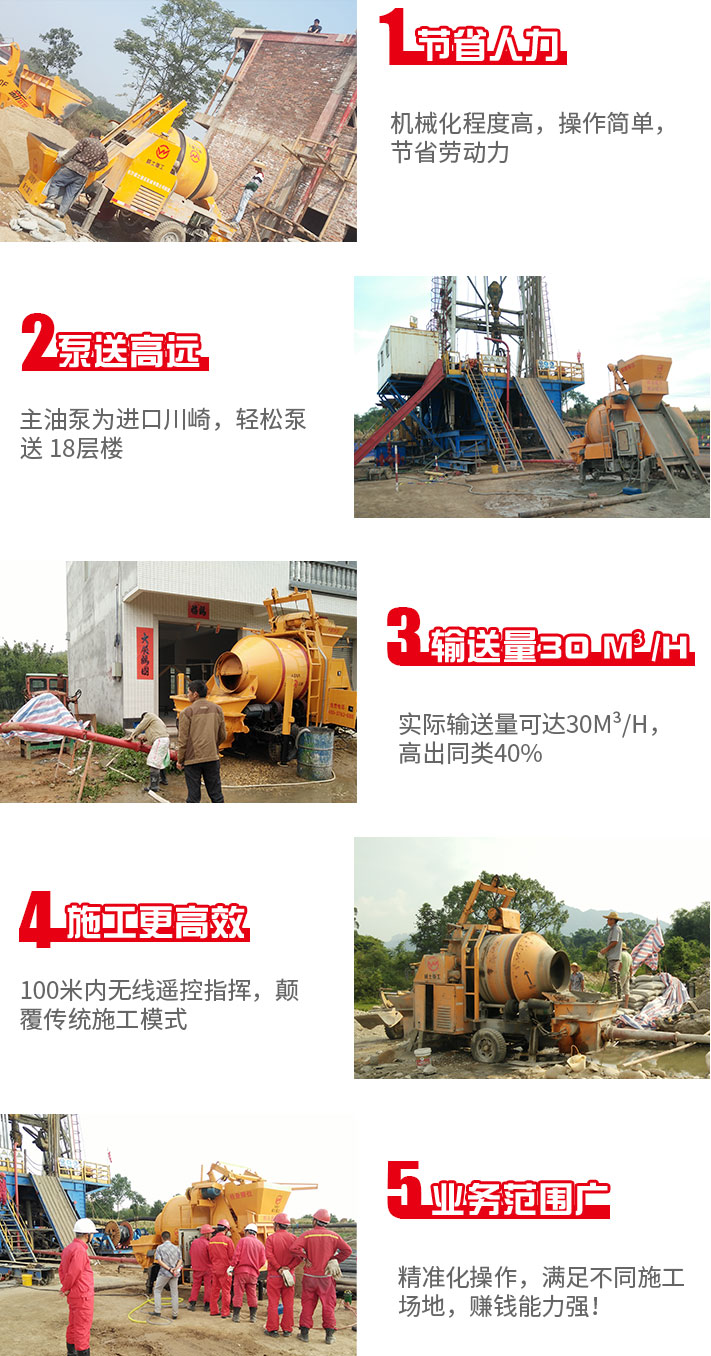 1 节省人力
机械化程度高，操作简单，
节省劳动力
2 泵送高远
主油泵为进口川崎，轻松泵
送 18层楼
3 输送量30 M³/H
实际输送量可达30M³/H，
高出同类40%
4 施工更高效
100米内无线遥控指挥，颠
覆传统施工模式
5 业务范围广
精准化操作，满足不同施工
场地，赚钱能力强！